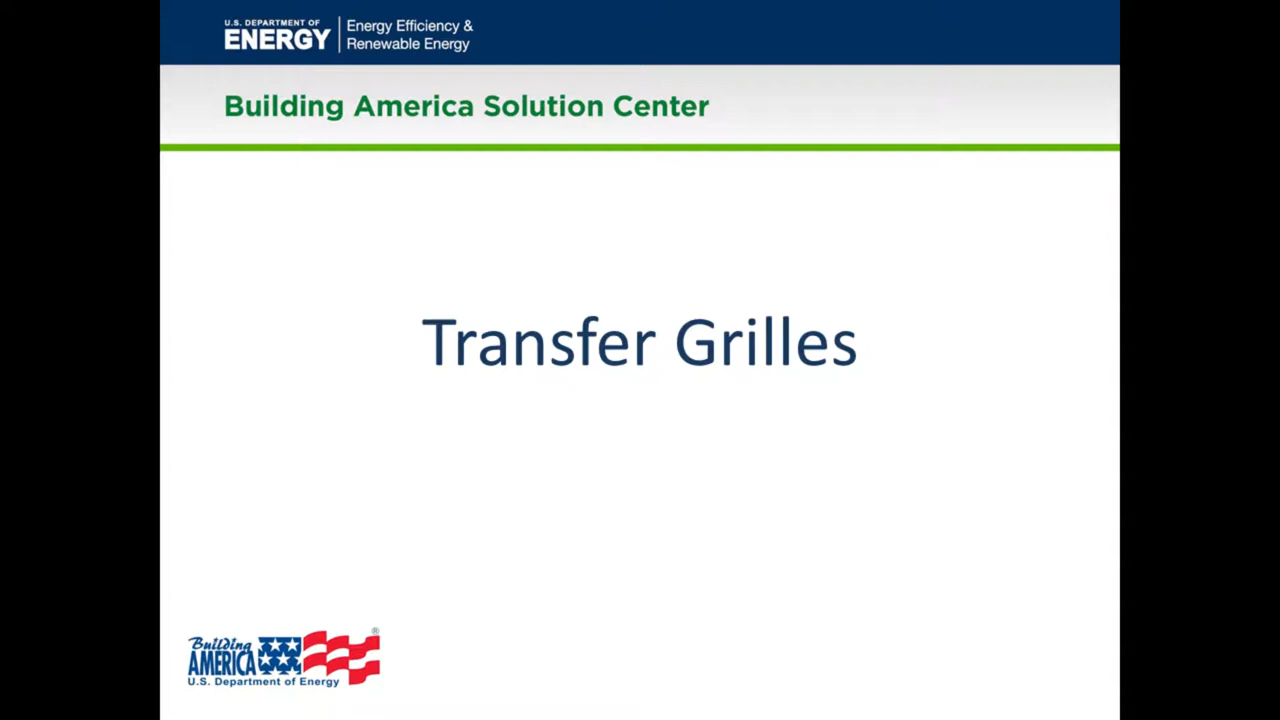 U.S. DEPARTMENT OF
ENERGY
Energy Efficiency &
Renewable Energy
Building America Solution Center
Transfer Grilles
Building
AMERICA
®
U.S. Department of Energy